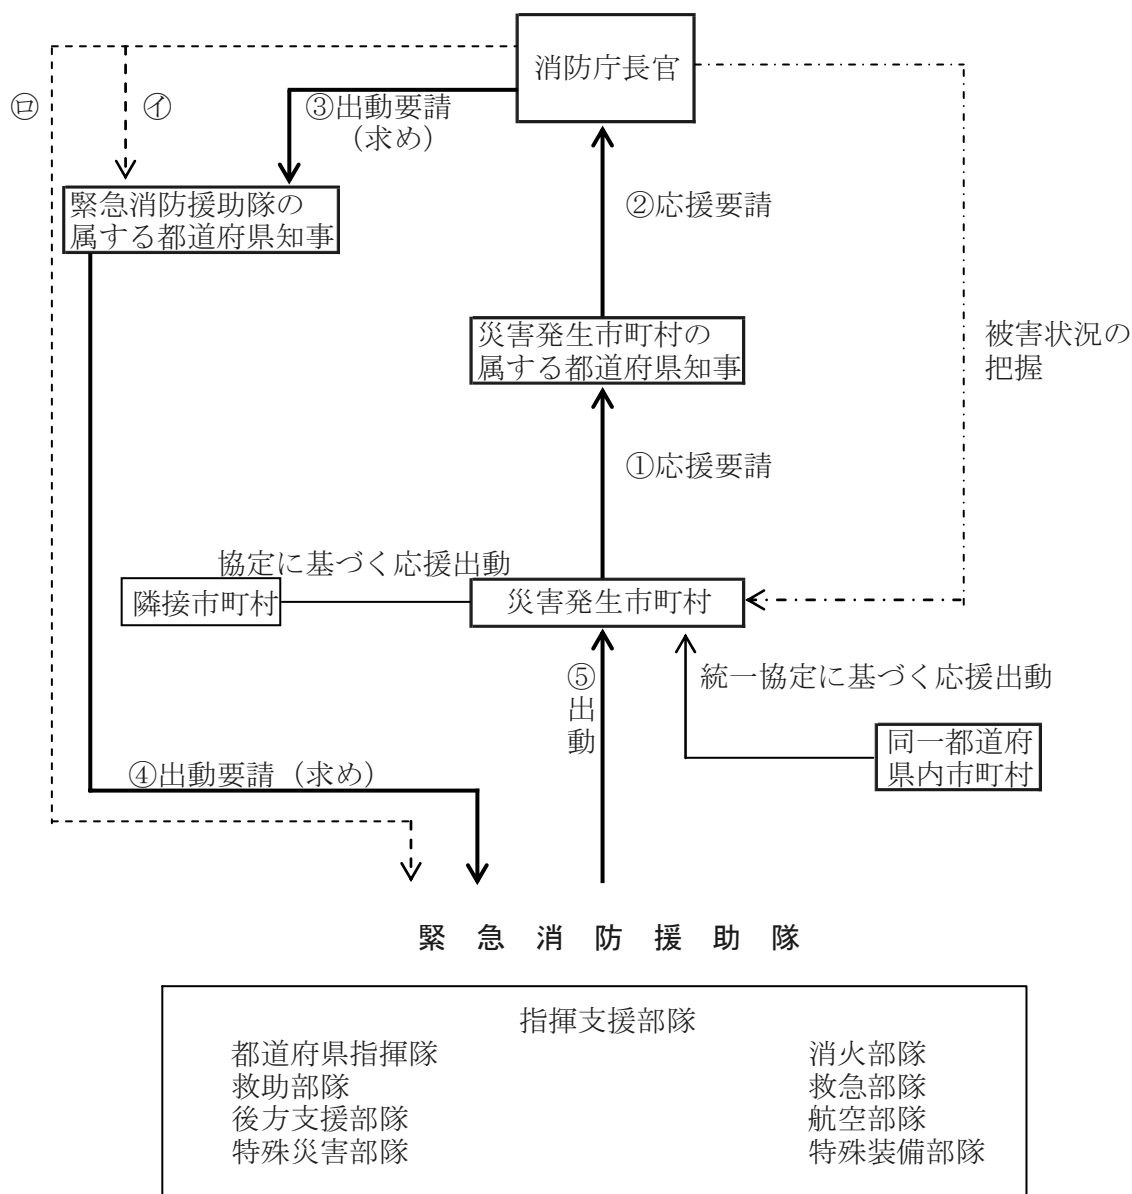 消防庁長官
㋺
㋑
③出動要請
（求め）
緊急消防援助隊の
属する都道府県知事
②応援要請
災害発生市町村の
属する都道府県知事
被害状況の
把握
①応援要請
協定に基づく応援出動
隣接市町村
災害発生市町村
⑤出動
統一協定に基づく応援出動
同一都道府
県内市町村
④出動要請（求め）
緊急消防援助隊
指揮支援部隊
都道府県指揮隊
消火部隊
救助部隊
救急部隊
後方支援部隊
航空部隊
特殊災害部隊
特殊装備部隊